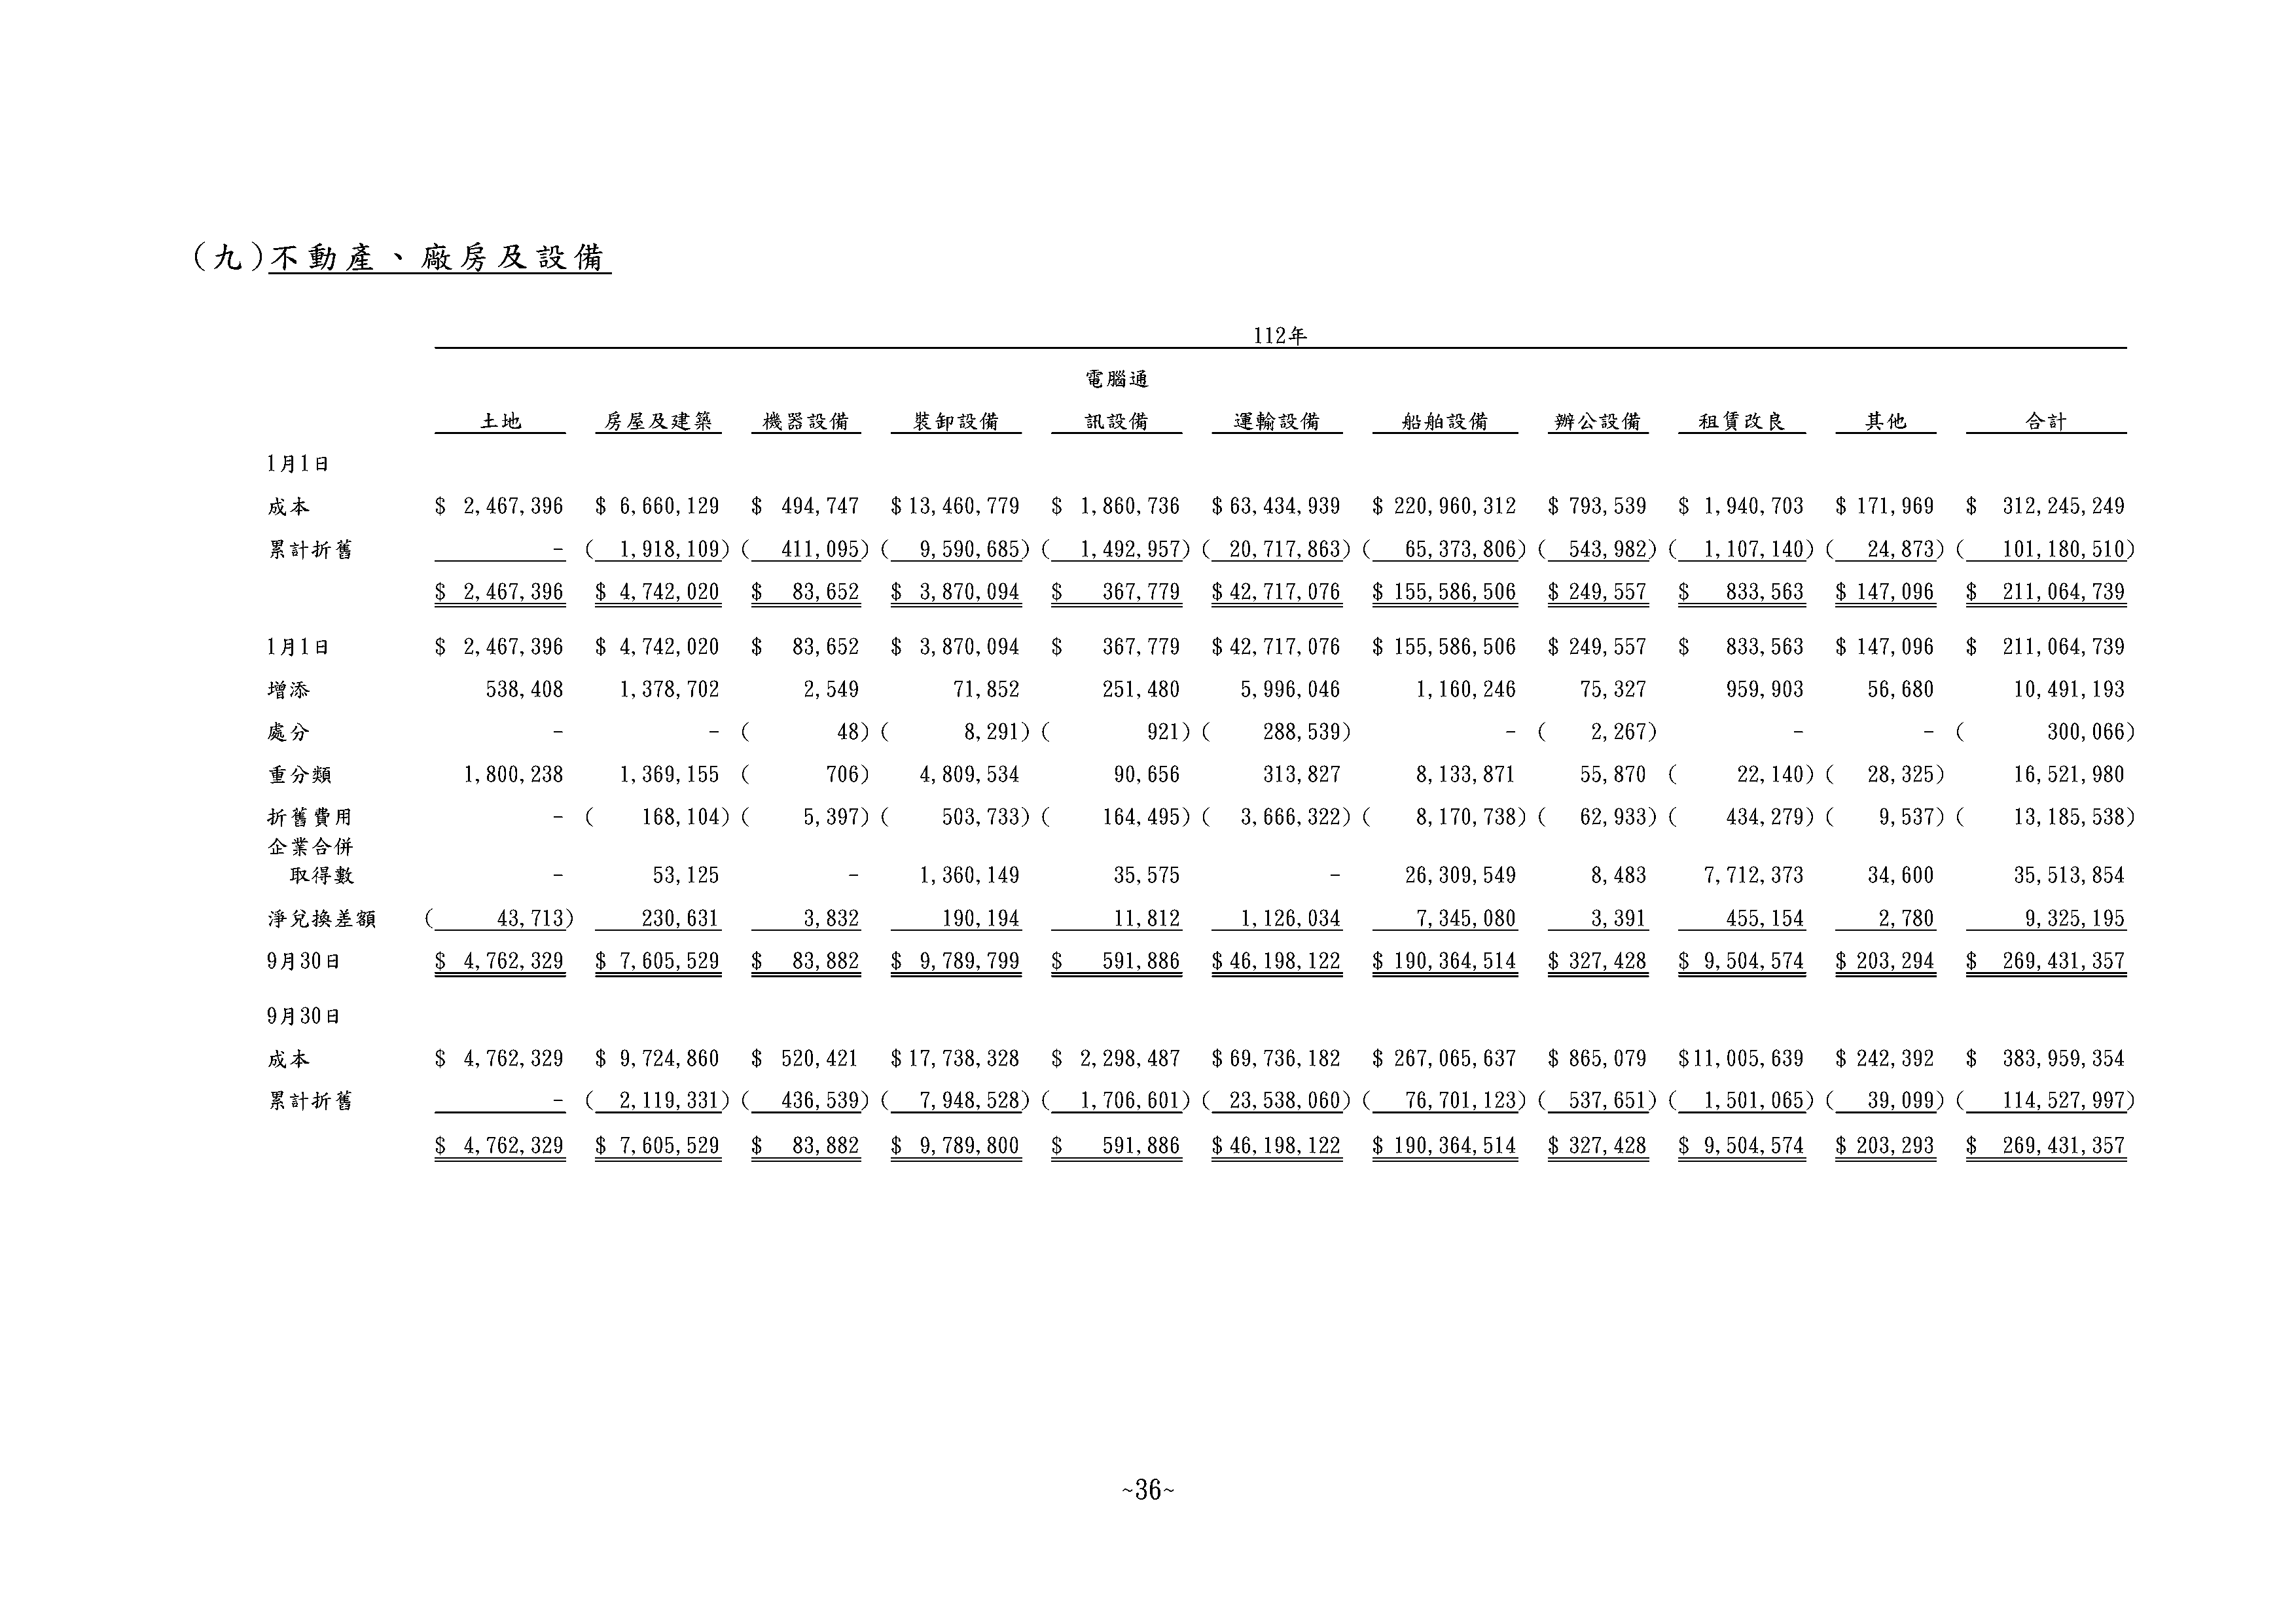 (九)不動產、廠房及設備
112年
電腦通
土地 房屋及建築 機器設備 裝卸設備 訊設備 運輸設備 船舶設備 辦公設備 租賃改良 其他 合計
1月1日
成本 $ 2,467,396 $ 6,660,129 $ 494,747 $ 13,460,779 $ 1,860,736 $ 63,434,939 $ 220,960,312 $ 793,539 $ 1,940,703 $ 171,969 $ 312,245,249
累計折舊 - ( 1,918,109) ( 411,095) ( 9,590,685) ( 1,492,957) ( 20,717,863) ( 65,373,806) ( 543,982) ( 1,107,140) ( 24,873) ( 101,180,510)
$ 2,467,396 $ 4,742,020 $ 83,652 $ 3,870,094 $ 367,779 $ 42,717,076 $ 155,586,506 $ 249,557 $ 833,563 $ 147,096 $ 211,064,739
1月1日 $ 2,467,396 $ 4,742,020 $ 83,652 $ 3,870,094 $ 367,779 $ 42,717,076 $ 155,586,506 $ 249,557 $ 833,563 $ 147,096 $ 211,064,739
增添 538,408 1,378,702 2,549 71,852 251,480 5,996,046 1,160,246 75,327 959,903 56,680 10,491,193
處分 - - ( 48) ( 8,291) ( 921) ( 288,539) - ( 2,267) - - ( 300,066)
重分類 1,800,238 1,369,155 ( 706) 4,809,534 90,656 313,827 8,133,871 55,870 ( 22,140) ( 28,325) 16,521,980
折舊費用 - ( 168,104) ( 5,397) ( 503,733) ( 164,495) ( 3,666,322) ( 8,170,738) ( 62,933) ( 434,279) ( 9,537) ( 13,185,538)
企業合併
取得數 - 53,125 - 1,360,149 35,575 - 26,309,549 8,483 7,712,373 34,600 35,513,854
淨兌換差額 ( 43,713) 230,631 3,832 190,194 11,812 1,126,034 7,345,080 3,391 455,154 2,780 9,325,195
9月30日 $ 4,762,329 $ 7,605,529 $ 83,882 $ 9,789,799 $ 591,886 $ 46,198,122 $ 190,364,514 $ 327,428 $ 9,504,574 $ 203,294 $ 269,431,357
9月30日
成本 $ 4,762,329 $ 9,724,860 $ 520,421 $ 17,738,328 $ 2,298,487 $ 69,736,182 $ 267,065,637 $ 865,079 $ 11,005,639 $ 242,392 $ 383,959,354
累計折舊 - ( 2,119,331) ( 436,539) ( 7,948,528) ( 1,706,601) ( 23,538,060) ( 76,701,123) ( 537,651) ( 1,501,065) ( 39,099) ( 114,527,997)
$ 4,762,329 $ 7,605,529 $ 83,882 $ 9,789,800 $ 591,886 $ 46,198,122 $ 190,364,514 $ 327,428 $ 9,504,574 $ 203,293 $ 269,431,357
~36~